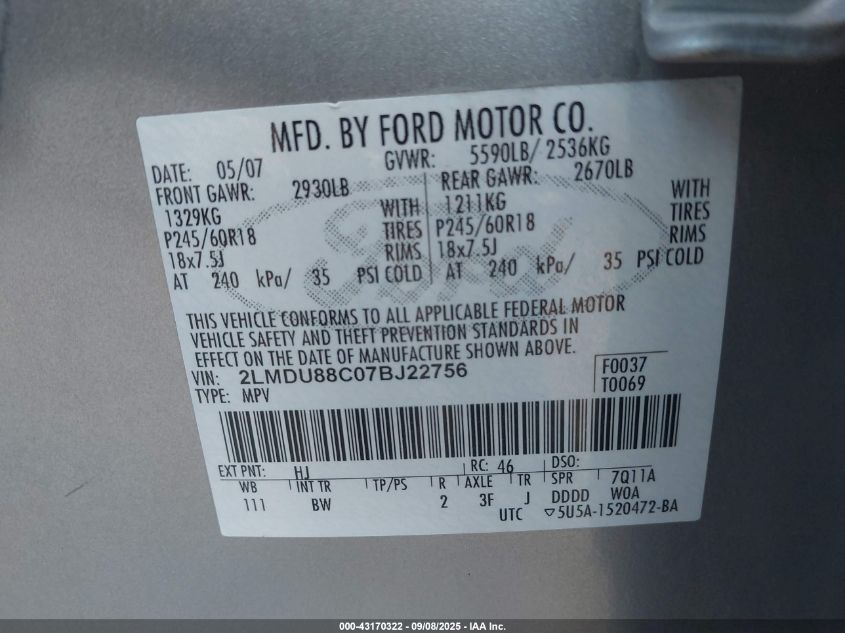 MFD. BY FORD MOTOR CO.
DATE: 05/07 GVWR: 5590LB/ 2536KG
FRONT GAWR: 2930LB REAR GAWR: 2670LB
1329KG WITH 1211KG WITH
P245/60R18 TIRES P245/60R18 TIRES
18x7.5J RIMS 18x7.5J RIMS
AT 240 kPa/ 35 PSI COLD AT 240 kPa/ 35 PSI COLD
Ford
THIS VEHICLE CONFORMS TO ALL APPLICABLE FEDERAL MOTOR
VEHICLE SAFETY AND THEFT PREVENTION STANDARDS IN
EFFECT ON THE DATE OF MANUFACTURE SHOWN ABOVE.
VIN: 2LMDU88C07BJ22756 F0037
TYPE: MPV T0069
EXT PNT: HJ RC: 46 DSO:
WB INT TR TP/PS R AXLE TR SPR 7Q11A
111 BW 2 3F J DDDD WOA
UTC ▽5U5A-1520472-BA
000-43170322 - 09/08/2025 - IAA Inc.